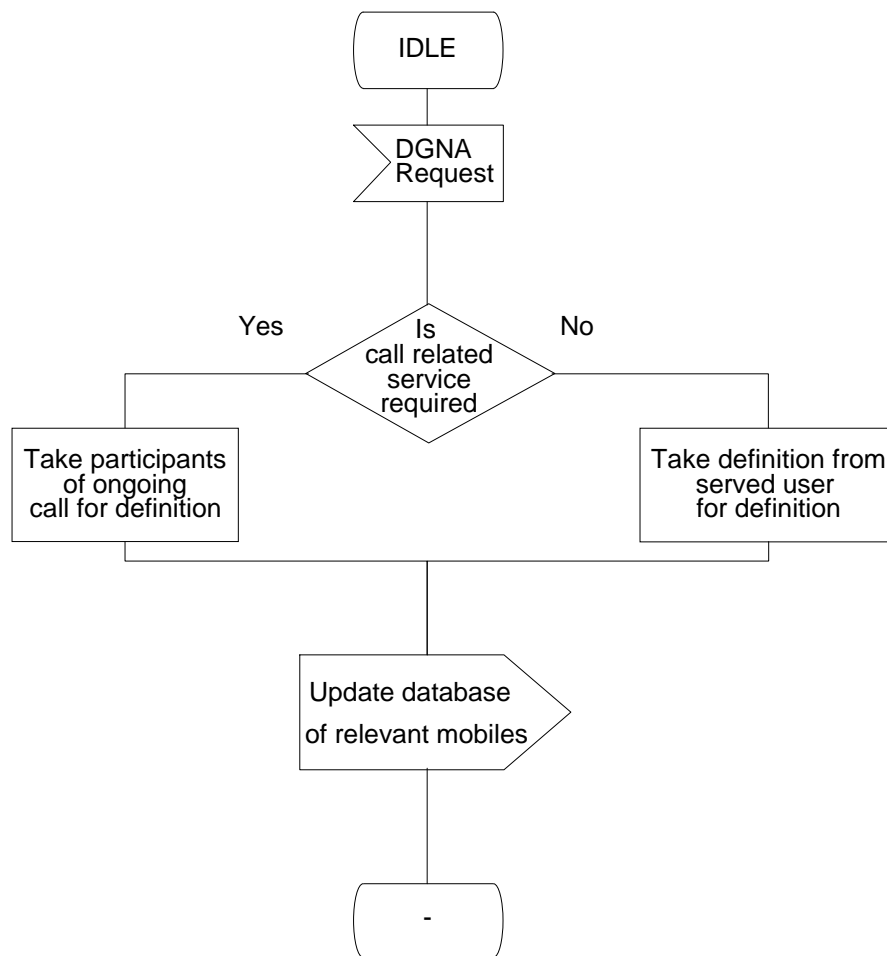 IDLE
DGNA
Request
Yes
Is
call related
service
required
No
Take participants
of ongoing
call for definition
Take definition from
served user
for definition
Update database
of relevant mobiles
-